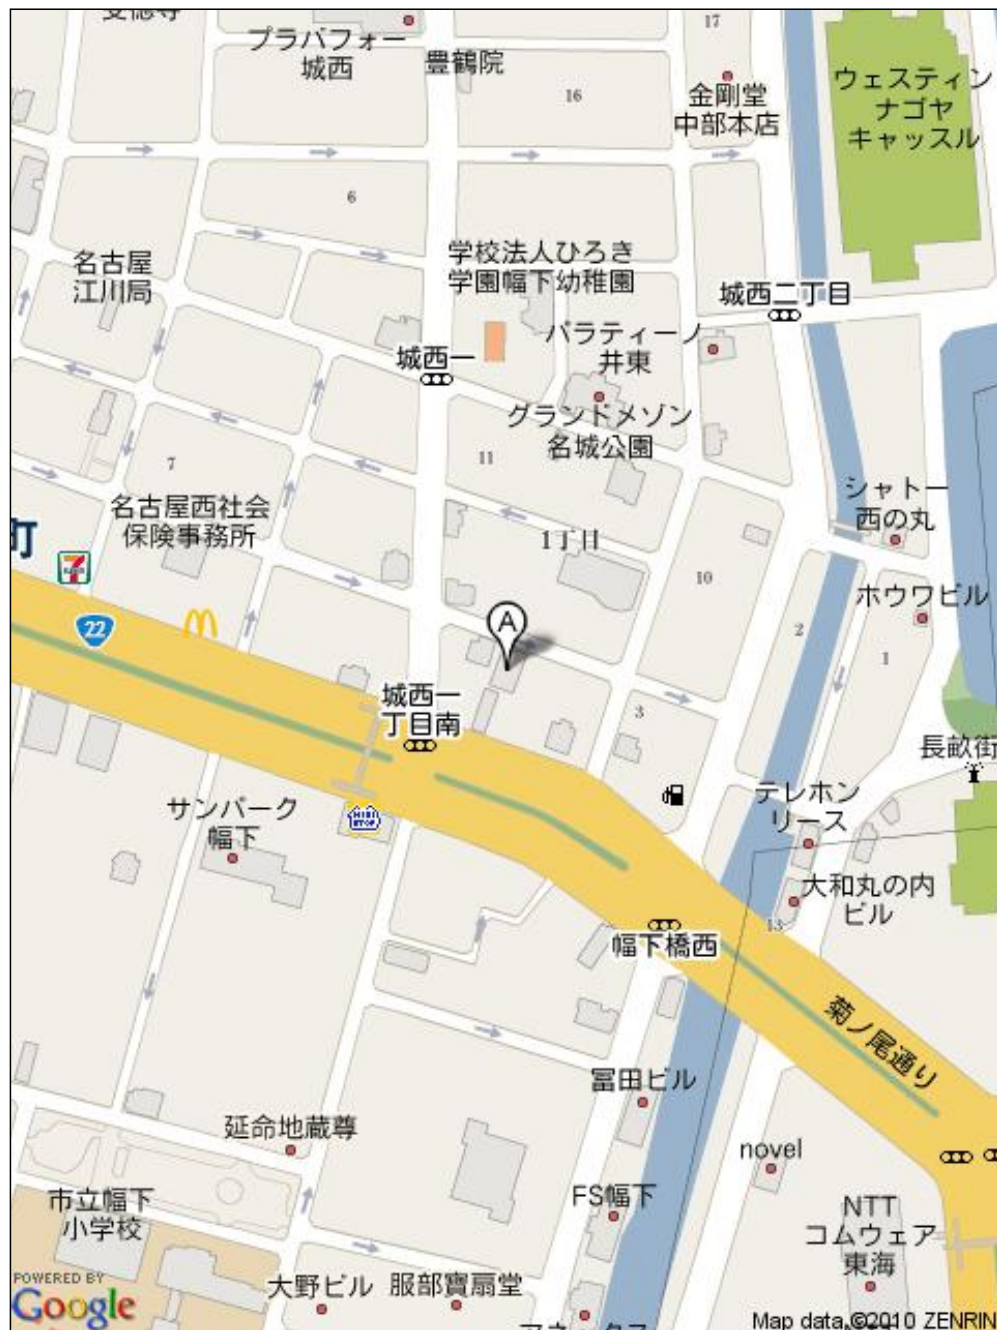 17
プラバフォー
城西
豊鶴院
16
金剛堂
中部本店
ウェスティン
ナゴヤ
キャッスル
6
名古屋
江川局
学校法人ひろき
学園幅下幼稚園
城西二丁目
パラティーノ
井東
城西一
グランドメゾン
名城公園
7
11
名古屋西社会
保険事務所
シャトー
西の丸
町
1丁目
10
ホウワビル
22
A
2
1
城西一
丁目南
3
長畝街
サンパーク
幅下
テレホン
リース
大和丸の内
ビル
13
幅下橋西
菊ノ尾通り
冨田ビル
延命地蔵尊
novel
市立幅下
小学校
FS幅下
NTT
コムウェア
東海
大野ビル
服部寶扇堂
POWERED BY
Google
Map data ©2010 ZENRIN